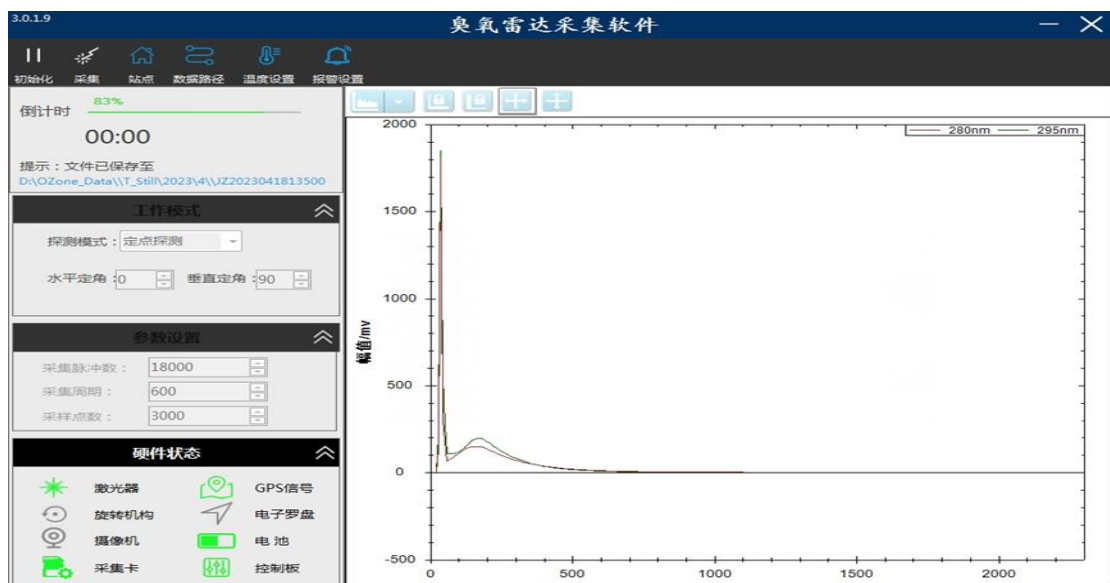 3.0.1.9
臭氧雷达采集软件
初始化 采集 站点 数据路径 温度设置 报警设置
倒计时 83%
00:00
提示：文件已保存至
D:\OZone_Data\\T_Still\2023\4\\JZ2023041813500
工作模式
探测模式：定点探测
水平定角：0 垂直定角：90
参数设置
采集脉冲数： 18000
采集周期： 600
采样点数： 3000
硬件状态
激光器 GPS信号
旋转机构 电子罗盘
摄像机 电池
采集卡 控制板
280nm 295nm
幅值/mv
2000
1500
1000
500
0
-500
0 500 1000 1500 2000